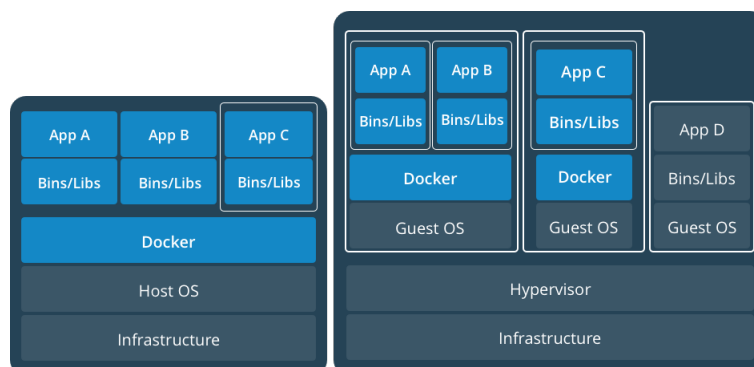 App A App B App C
Bins/Libs Bins/Libs Bins/Libs
Docker
Host OS
Infrastructure
App A App B
Bins/Libs Bins/Libs
Docker
Guest OS
App C
Bins/Libs
Docker
Guest OS
App D
Bins/Libs
Guest OS
Hypervisor
Infrastructure